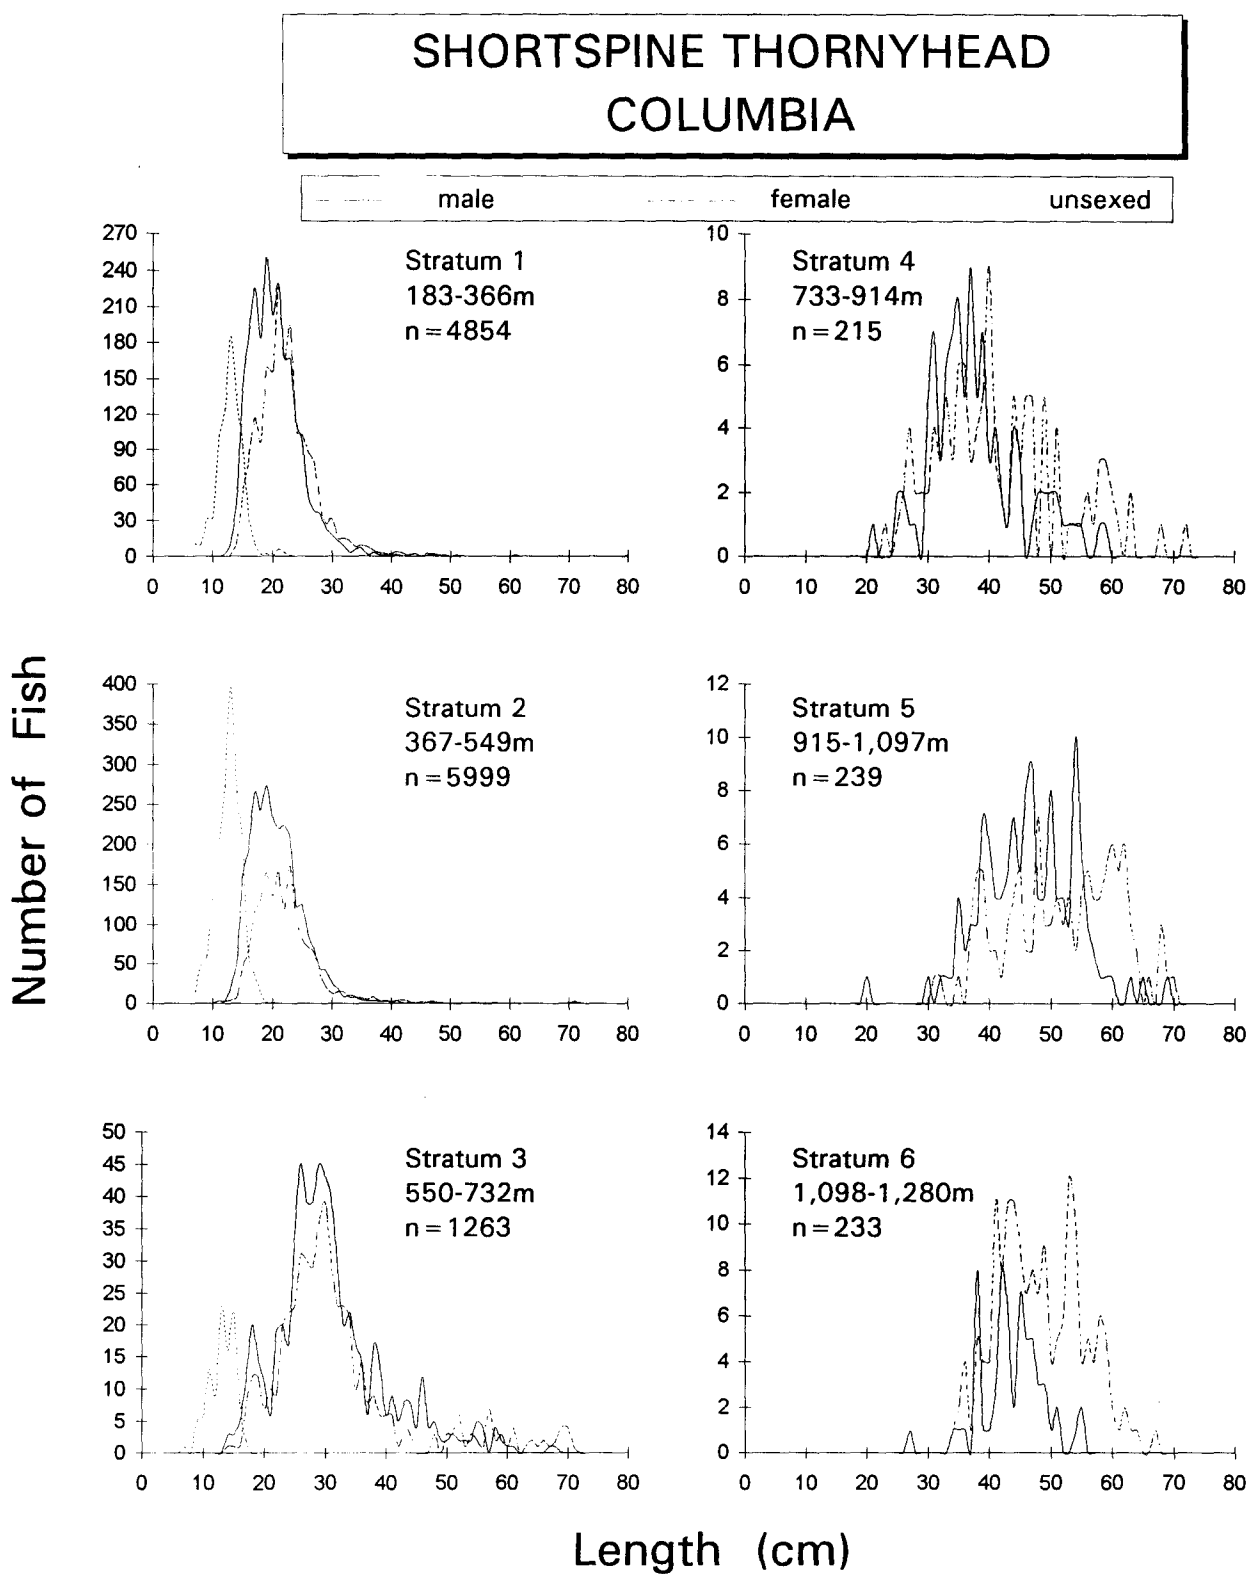 SHORTSPINE THORNYHEAD
COLUMBIA
male female unsexed
Number of Fish
Stratum 1
183-366m
n=4854
270
240
210
180
150
120
90
60
30
0
0 10 20 30 40 50 60 70 80
Stratum 4
733-914m
n=215
10
8
6
4
2
0
0 10 20 30 40 50 60 70 80
Stratum 2
367-549m
n=5999
400
350
300
250
200
150
100
50
0
0 10 20 30 40 50 60 70 80
Stratum 5
915-1,097m
n=239
12
10
8
6
4
2
0
0 10 20 30 40 50 60 70 80
Stratum 3
550-732m
n=1263
50
45
40
35
30
25
20
15
10
5
0
0 10 20 30 40 50 60 70 80
Stratum 6
1,098-1,280m
n=233
14
12
10
8
6
4
2
0
0 10 20 30 40 50 60 70 80
Length (cm)